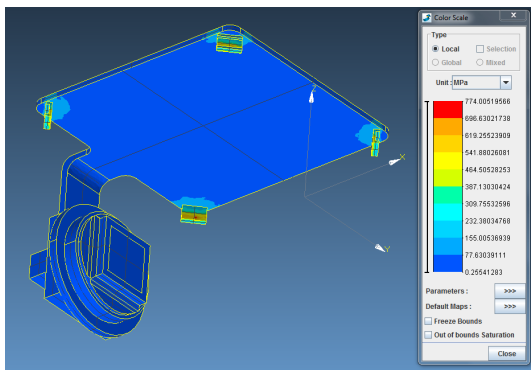 Color Scale
x
Type
Local Selection
Global Mixed
Unit : MPa
774.00519566
696.63021738
619.25523909
541.88026081
464.50528253
387.13030424
309.75532596
232.38034768
155.00536939
77.63039111
0.25541283
Parameters : >>>
Default Maps : >>>
Freeze Bounds
Out of bounds Saturation
Close
Z
X
Y